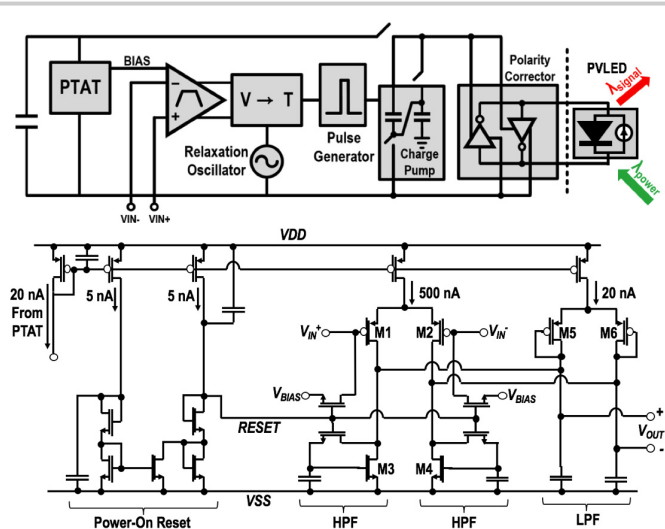 PTAT
BIAS
V → T
Relaxation
Oscillator
Pulse
Generator
Charge
Pump
Polarity
Corrector
PVLED
λsignal
λpower
VIN-
VIN+
VDD
20 nA
From
PTAT
5 nA
5 nA
500 nA
20 nA
VIN+
M1
M2
VIN-
M5
M6
VBIAS
VBIAS
RESET
+
VOUT
-
M3
M4
VSS
Power-On Reset
HPF
HPF
LPF